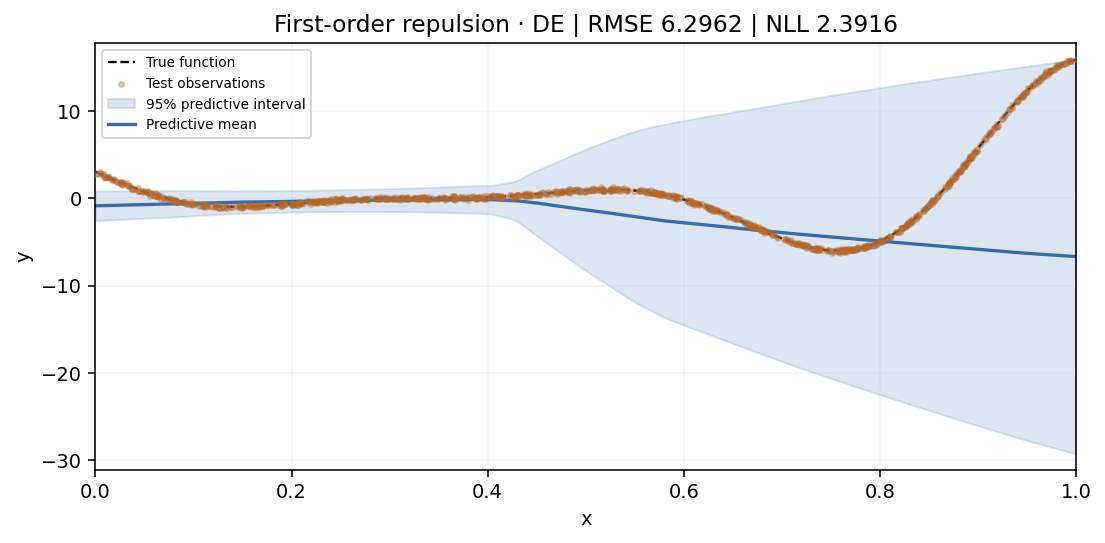 First-order repulsion · DE | RMSE 6.2962 | NLL 2.3916
True function
Test observations
95% predictive interval
Predictive mean
y
10
0
−10
−20
−30
0.0 0.2 0.4 0.6 0.8 1.0
x